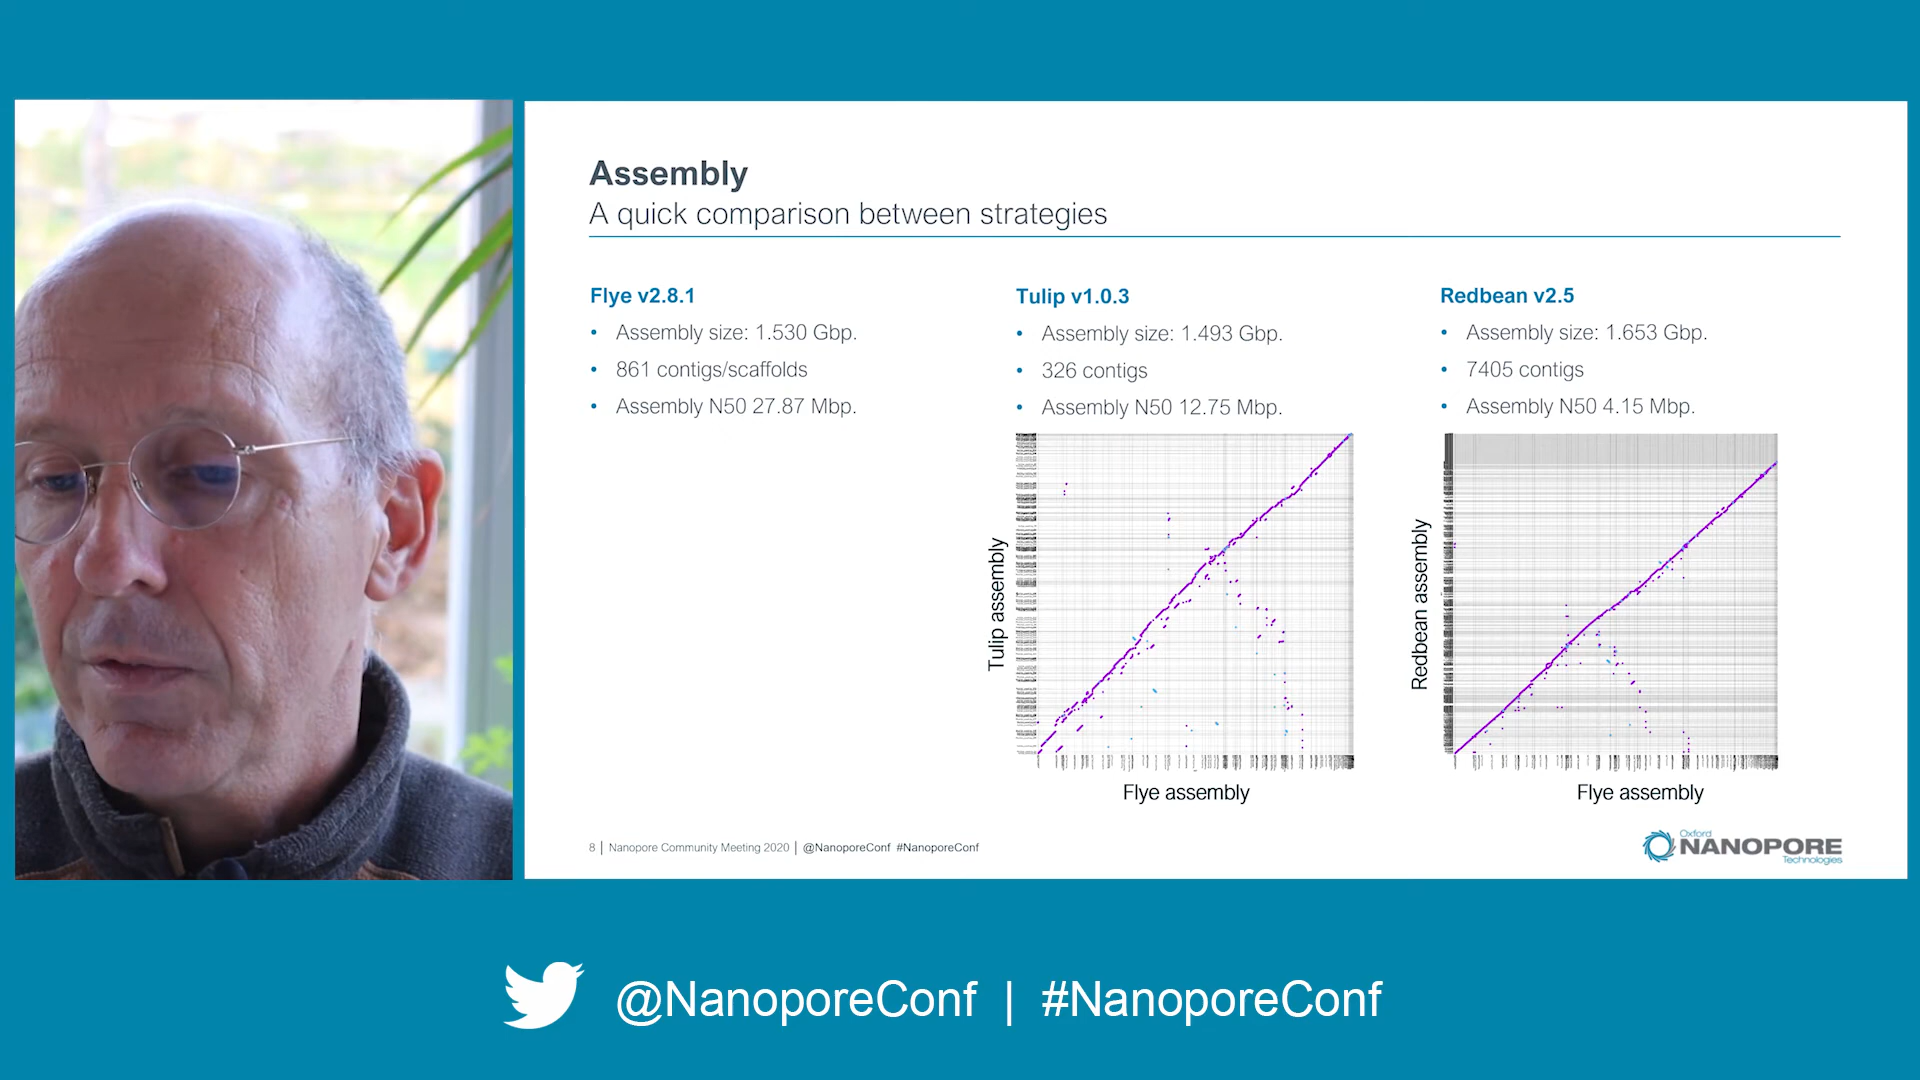 Assembly
A quick comparison between strategies
Flye v2.8.1
• Assembly size: 1.530 Gbp.
• 861 contigs/scaffolds
• Assembly N50 27.87 Mbp.
Tulip v1.0.3
• Assembly size: 1.493 Gbp.
• 326 contigs
• Assembly N50 12.75 Mbp.
Tulip assembly
Flye assembly
Redbean v2.5
• Assembly size: 1.653 Gbp.
• 7405 contigs
• Assembly N50 4.15 Mbp.
Redbean assembly
Flye assembly
8 | Nanopore Community Meeting 2020 | @NanoporeConf #NanoporeConf
Oxford
NANOPORE
Technologies
@NanoporeConf | #NanoporeConf